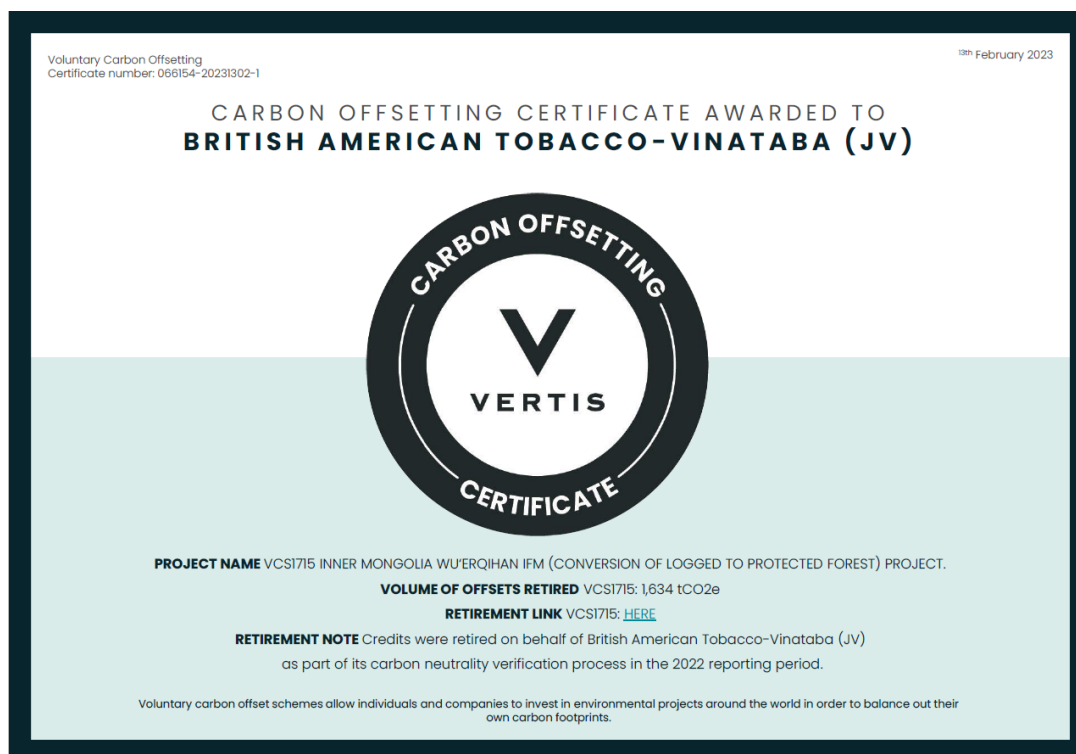 Voluntary Carbon Offsetting
Certificate number: 066154-20231302-1
13th February 2023
CARBON OFFSETTING CERTIFICATE AWARDED TO
BRITISH AMERICAN TOBACCO-VINATABA (JV)
CARBON OFFSETTING
VERTIS
CERTIFICATE
PROJECT NAME VCS1715 INNER MONGOLIA WU'ERQIHAN IFM (CONVERSION OF LOGGED TO PROTECTED FOREST) PROJECT.
VOLUME OF OFFSETS RETIRED VCS1715: 1,634 tCO2e
RETIREMENT LINK VCS1715: HERE
RETIREMENT NOTE Credits were retired on behalf of British American Tobacco-Vinataba (JV)
as part of its carbon neutrality verification process in the 2022 reporting period.
Voluntary carbon offset schemes allow individuals and companies to invest in environmental projects around the world in order to balance out their
own carbon footprints.